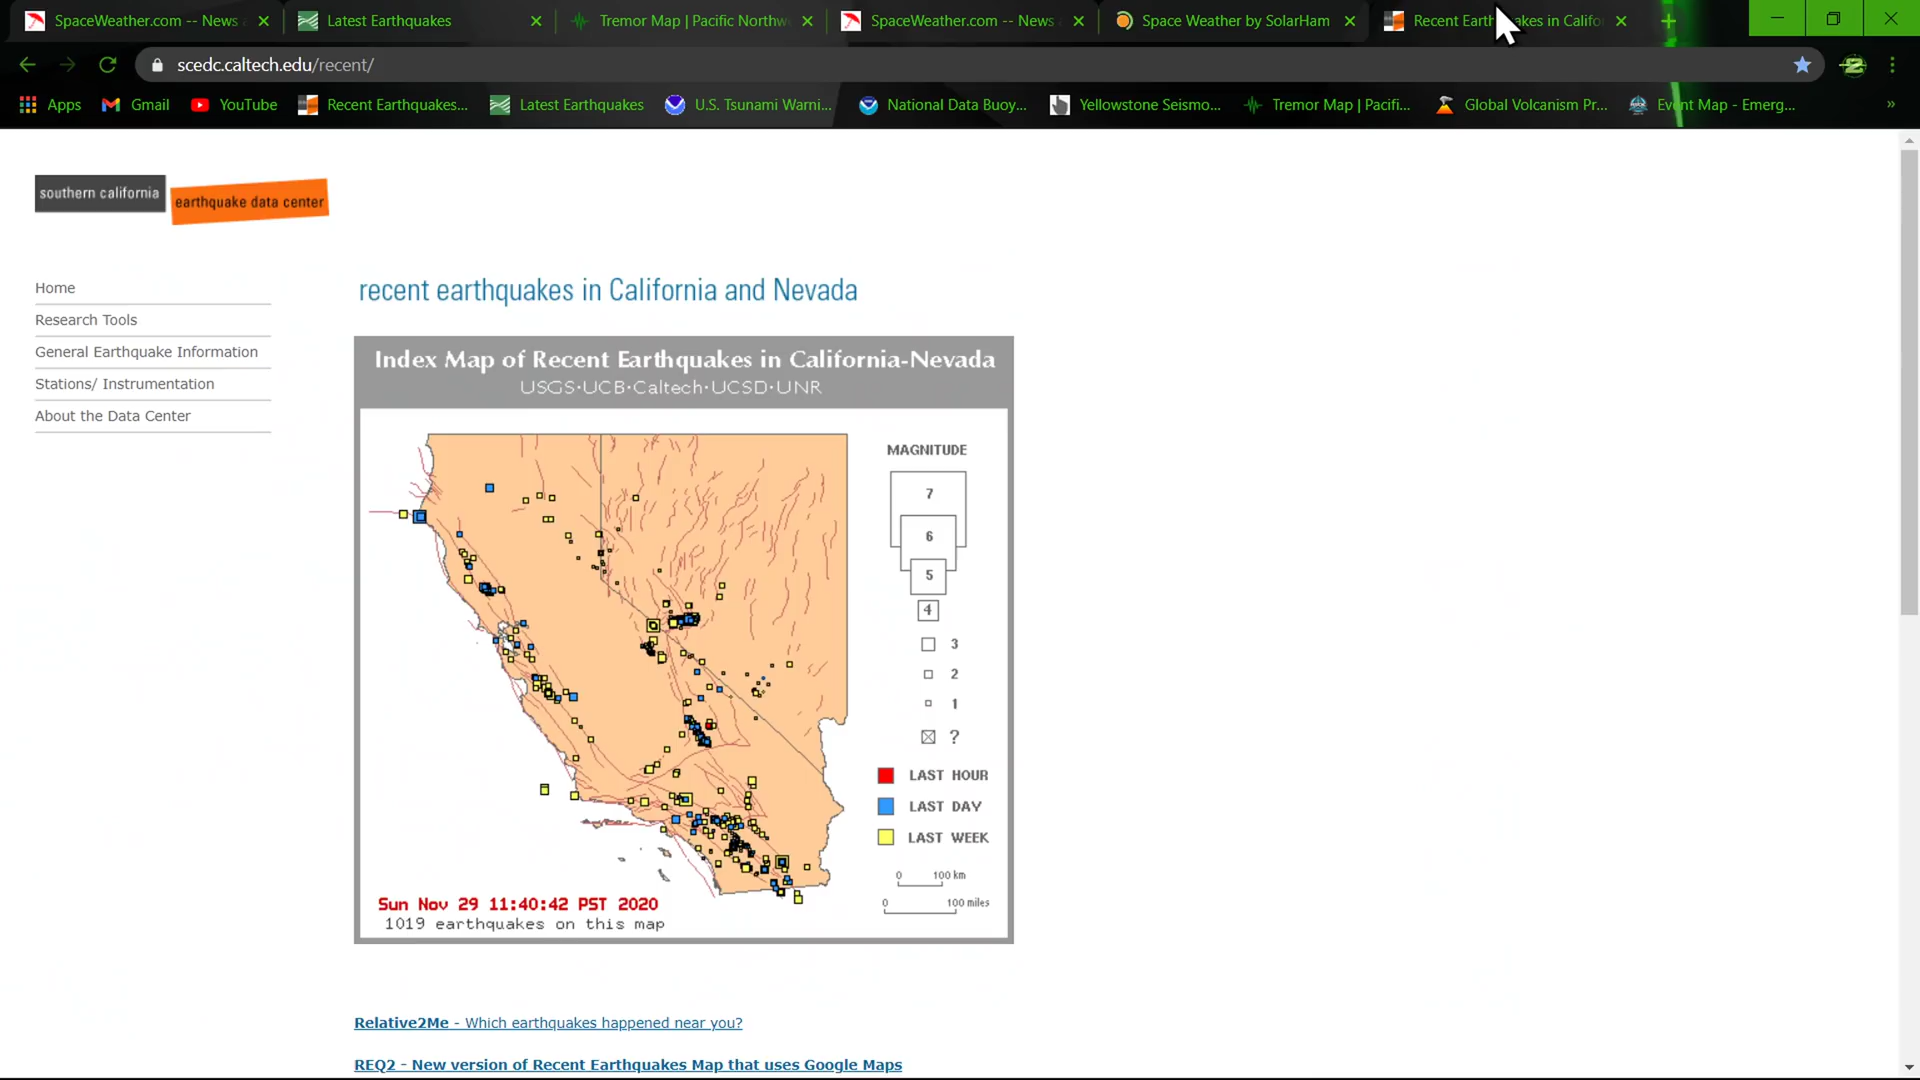 SpaceWeather.com -- News
Latest Earthquakes
Tremor Map | Pacific Northw
SpaceWeather.com -- News
Space Weather by SolarHam
Recent Earthquakes in Califo
scedc.caltech.edu/recent/
Apps
Gmail
YouTube
Recent Earthquakes...
Latest Earthquakes
U.S. Tsunami Warni...
National Data Buoy...
Yellowstone Seismo...
Tremor Map | Pacifi...
Global Volcanism Pr...
Event Map - Emerg...
»
southern california
earthquake data center
Home
Research Tools
General Earthquake Information
Stations/ Instrumentation
About the Data Center
recent earthquakes in California and Nevada
Index Map of Recent Earthquakes in California-Nevada
USGS·UCB·Caltech·UCSD·UNR
MAGNITUDE
7
6
5
4
3
2
1
?
LAST HOUR
LAST DAY
LAST WEEK
0 100 km
0 100 miles
Sun Nov 29 11:40:42 PST 2020
1019 earthquakes on this map
Relative2Me - Which earthquakes happened near you?
REQ2 - New version of Recent Earthquakes Map that uses Google Maps